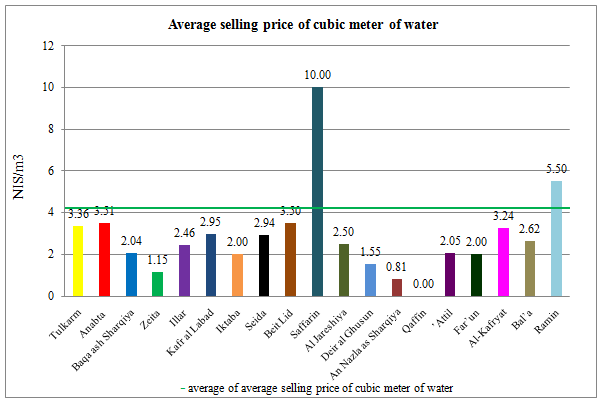 Average selling price of cubic meter of water
NIS/m3
12
10
8
6
4
2
0
3.36
3.51
2.04
1.15
2.46
2.95
2.00
2.94
3.50
10.00
2.50
1.55
0.81
0.00
2.05
2.00
3.24
2.62
5.50
Tulkarm
Anabta
Baqa ash Sharqiya
Zeita
Illar
Kafr al Labad
Iktaba
Seida
Beit Lid
Saffarin
Al Jareshiya
Deir al Ghusun
An Nazla as Sharqiya
Qaffin
'Attil
Far'un
Al-Kafryat
Bal'a
Ramin
average of average selling price of cubic meter of water